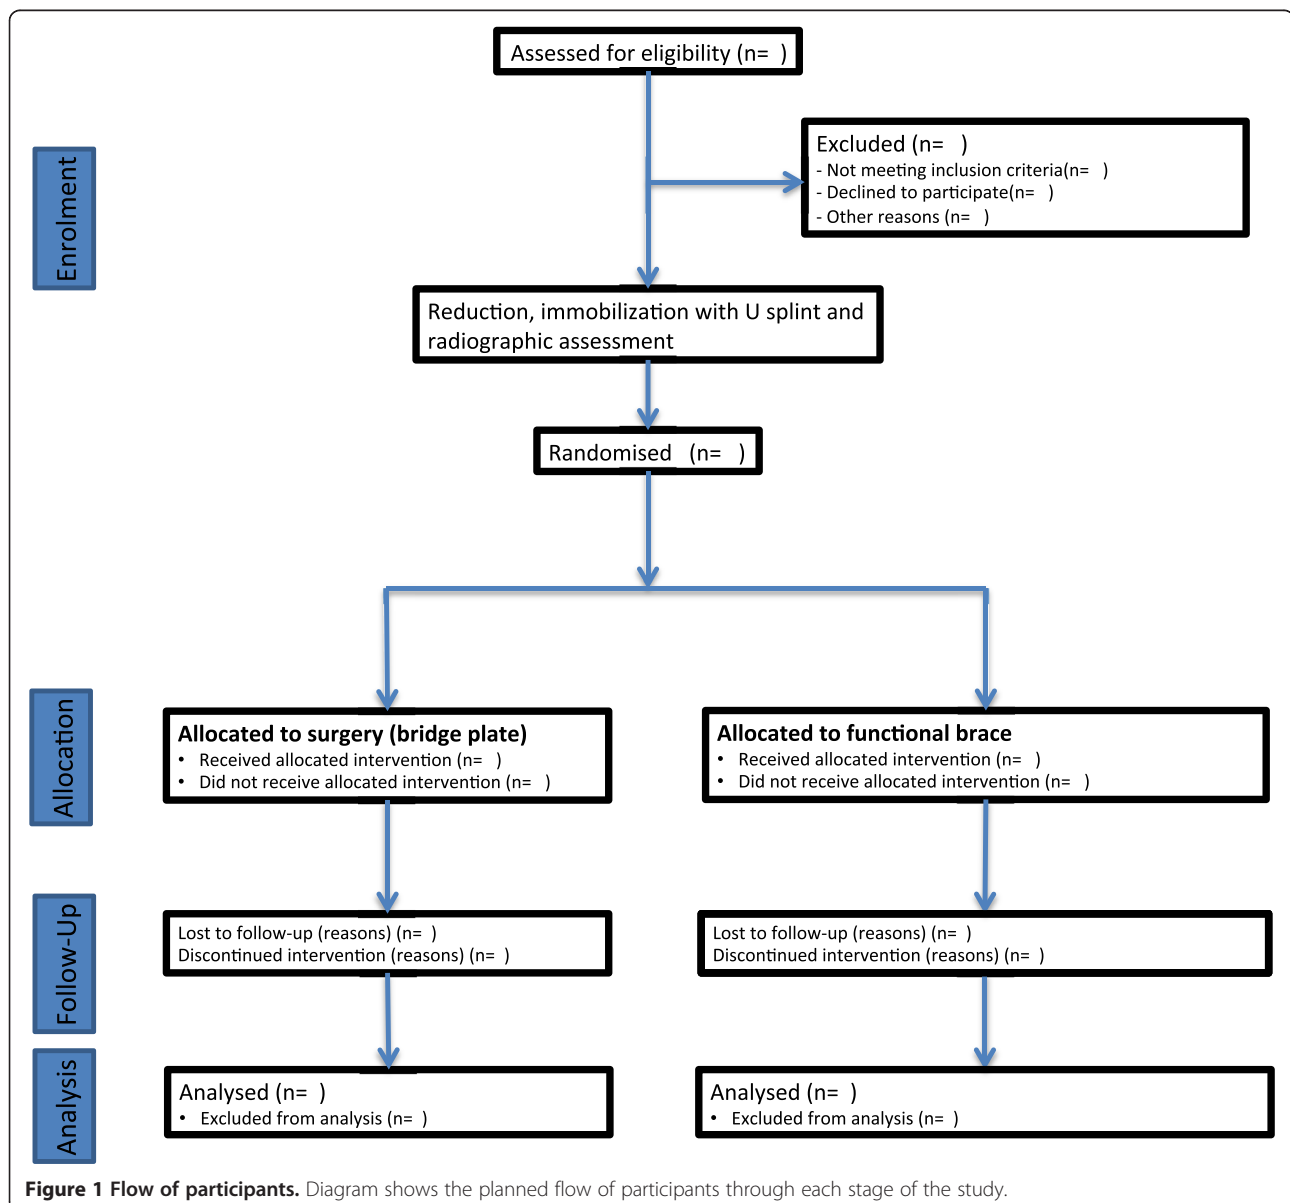 Assessed for eligibility (n=  )
Enrolment
Excluded (n=  )
- Not meeting inclusion criteria(n=  )
- Declined to participate(n=  )
- Other reasons (n=  )
Reduction, immobilization with U splint and
radiographic assessment
Randomised  (n=  )
Allocation
Allocated to surgery (bridge plate)
• Received allocated intervention (n=  )
• Did not receive allocated intervention (n=  )
Allocated to functional brace
• Received allocated intervention (n=  )
• Did not receive allocated intervention (n=  )
Follow-Up
Lost to follow-up (reasons) (n=  )
Discontinued intervention (reasons) (n=  )
Lost to follow-up (reasons) (n=  )
Discontinued intervention (reasons) (n=  )
Analysis
Analysed (n=  )
• Excluded from analysis (n=  )
Analysed (n=  )
• Excluded from analysis (n=  )
Figure 1 Flow of participants. Diagram shows the planned flow of participants through each stage of the study.